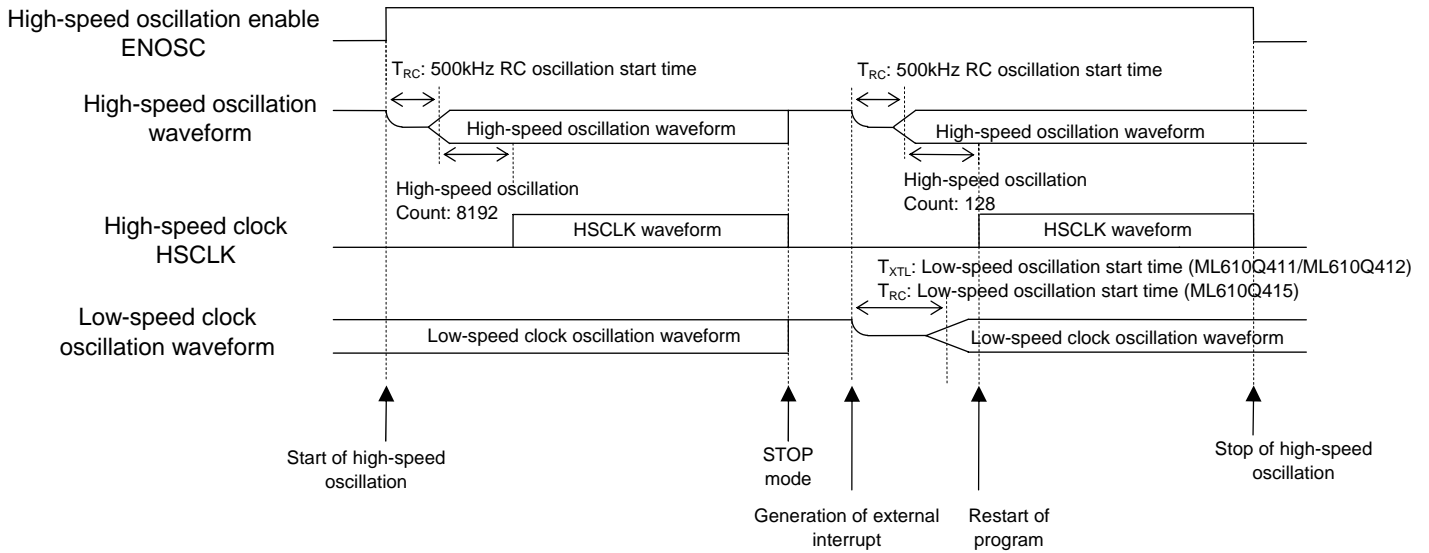 High-speed oscillation enable
ENOSC
T_RC: 500kHz RC oscillation start time
T_RC: 500kHz RC oscillation start time
High-speed oscillation
waveform
High-speed oscillation waveform
High-speed oscillation waveform
High-speed oscillation
Count: 8192
High-speed oscillation
Count: 128
High-speed clock
HSCLK
HSCLK waveform
HSCLK waveform
T_XTL: Low-speed oscillation start time (ML610Q411/ML610Q412)
T_RC: Low-speed oscillation start time (ML610Q415)
Low-speed clock
oscillation waveform
Low-speed clock oscillation waveform
Low-speed clock oscillation waveform
Start of high-speed
oscillation
STOP
mode
Stop of high-speed
oscillation
Generation of external
interrupt
Restart of
program